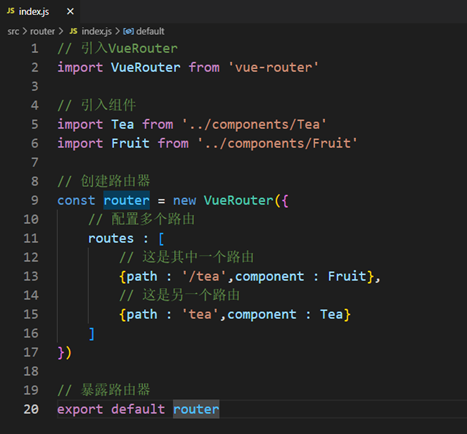 JS index.js ×
src > router > JS index.js > default
1 // 引入VueRouter
2 import VueRouter from 'vue-router'
3
4 // 引入组件
5 import Tea from '../components/Tea'
6 import Fruit from '../components/Fruit'
7
8 // 创建路由器
9 const router = new VueRouter({
10 // 配置多个路由
11 routes : [
12 // 这是其中一个路由
13 {path : '/tea',component : Fruit},
14 // 这是另一个路由
15 {path : 'tea',component : Tea}
16 ]
17 })
18
19 // 暴露路由器
20 export default router